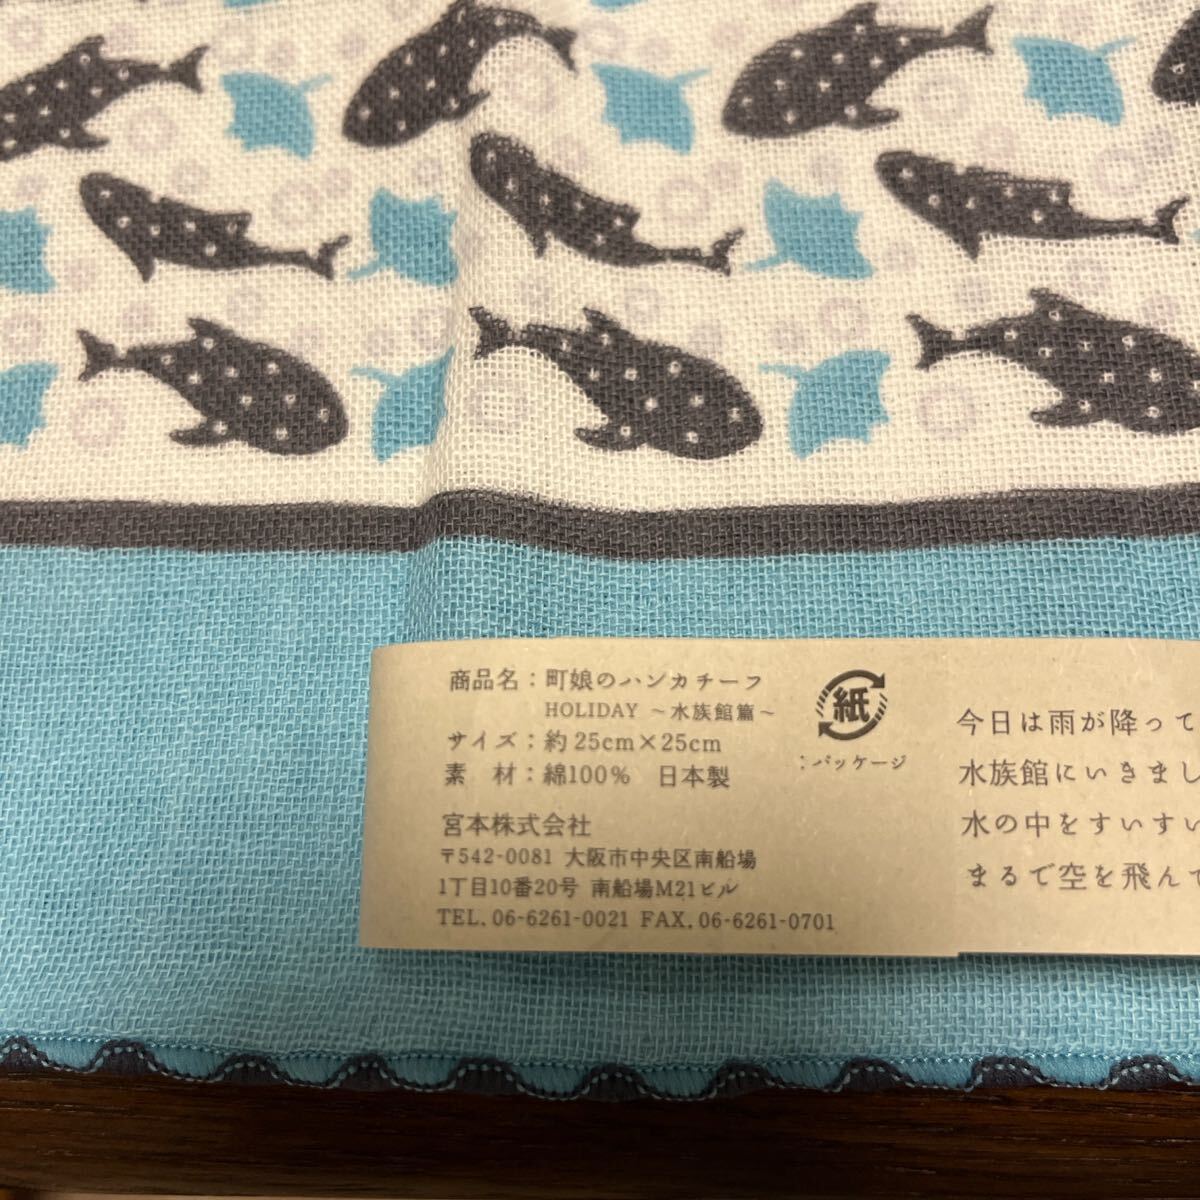 商品名：町娘のハンカチーフ
HOLIDAY ～水族館篇～
サイズ：約25cm×25cm
素　材：綿100%　日本製
宮本株式会社
〒542-0081 大阪市中央区南船場
1丁目10番20号 南船場M21ビル
TEL. 06-6261-0021 FAX. 06-6261-0701
紙
：パッケージ
今日は雨が降って
水族館にいきまし
水の中をすいすい
まるで空を飛んで